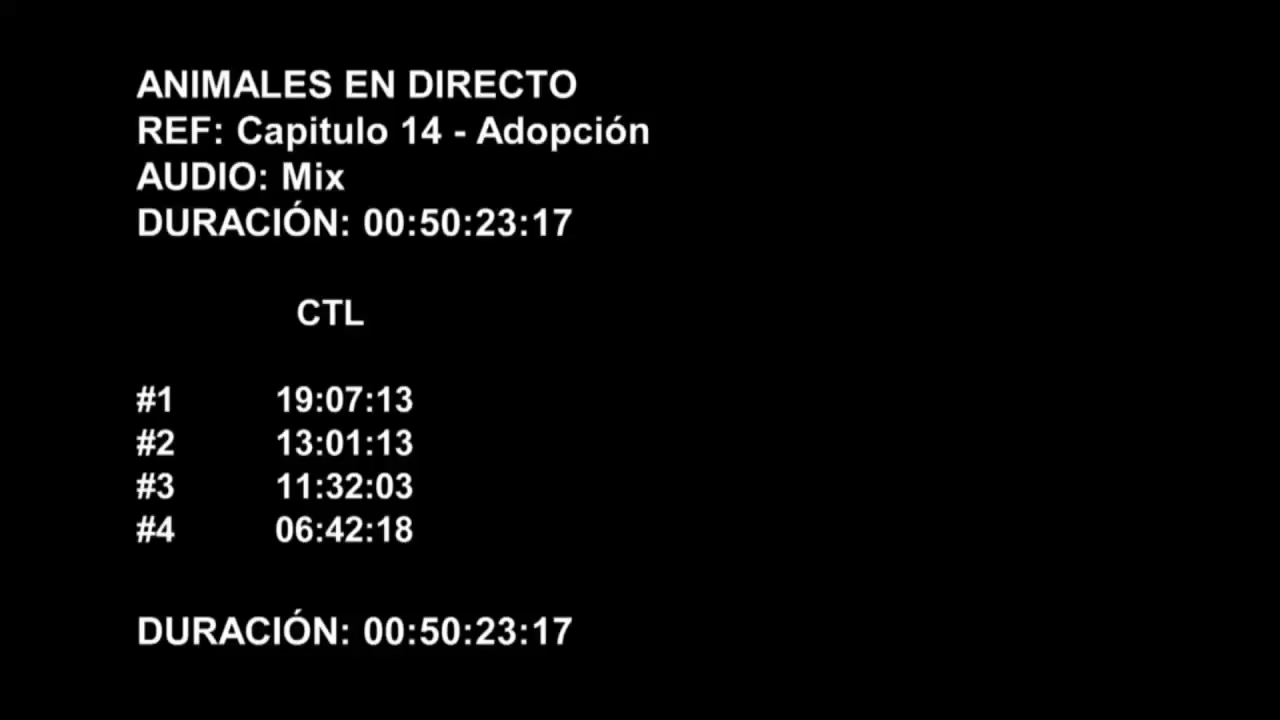 ANIMALES EN DIRECTO
REF: Capitulo 14 - Adopción
AUDIO: Mix
DURACIÓN: 00:50:23:17
CTL
#1 19:07:13
#2 13:01:13
#3 11:32:03
#4 06:42:18
DURACIÓN: 00:50:23:17